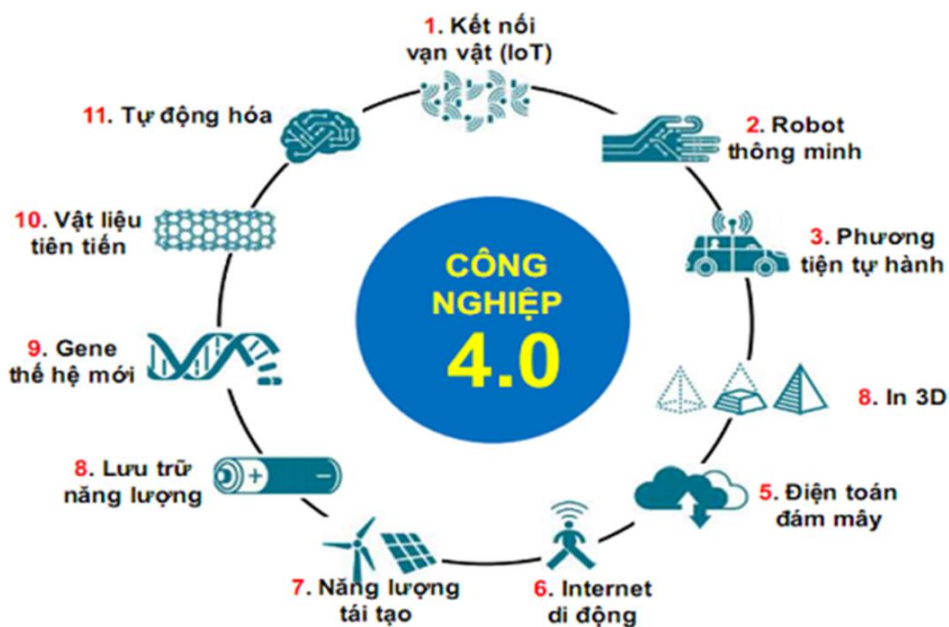 1. Kết nối
vạn vật (IoT)
2. Robot
thông minh
3. Phương
tiện tự hành
8. In 3D
5. Điện toán
đám mây
6. Internet
di động
7. Năng lượng
tái tạo
8. Lưu trữ
năng lượng
9. Gene
thế hệ mới
10. Vật liệu
tiên tiến
11. Tự động hóa
CÔNG
NGHIỆP
4.0